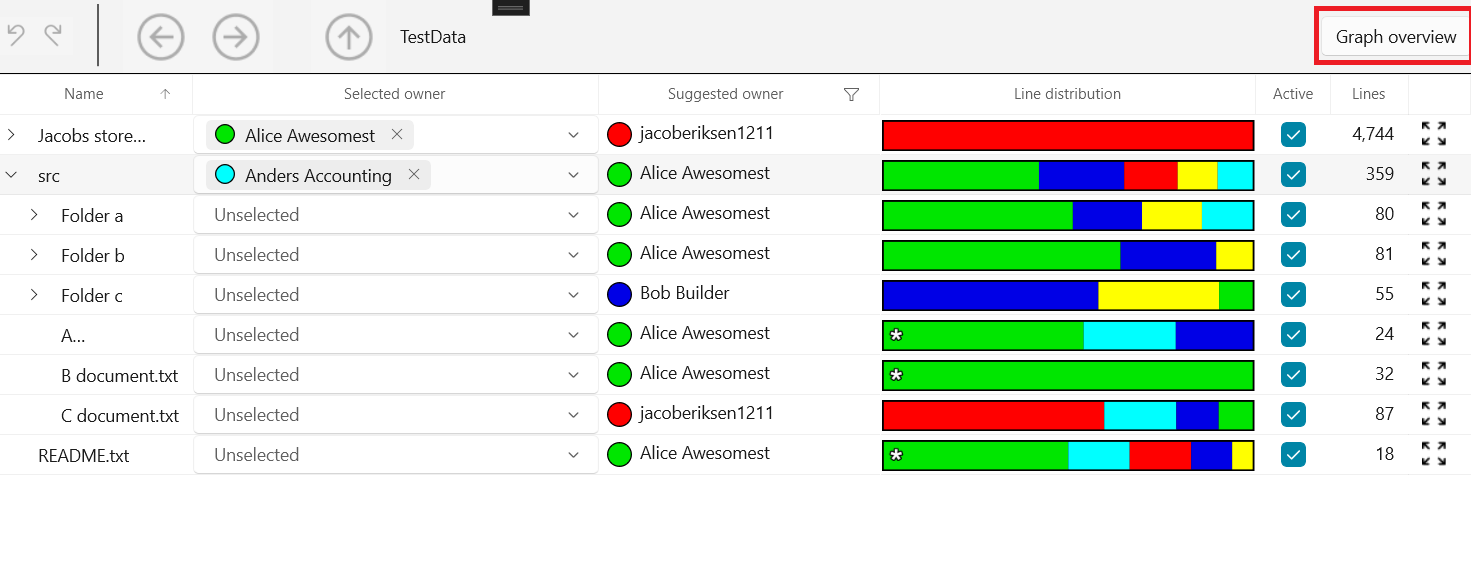 TestData Graph overview
Name Selected owner Suggested owner Line distribution Active Lines
Jacobs store... Alice Awesomest jacoberiksen1211 4,744
src Anders Accounting Alice Awesomest 359
Folder a Unselected Alice Awesomest 80
Folder b Unselected Alice Awesomest 81
Folder c Unselected Bob Builder 55
A... Unselected Alice Awesomest * 24
B document.txt Unselected Alice Awesomest * 32
C document.txt Unselected jacoberiksen1211 87
README.txt Unselected Alice Awesomest * 18